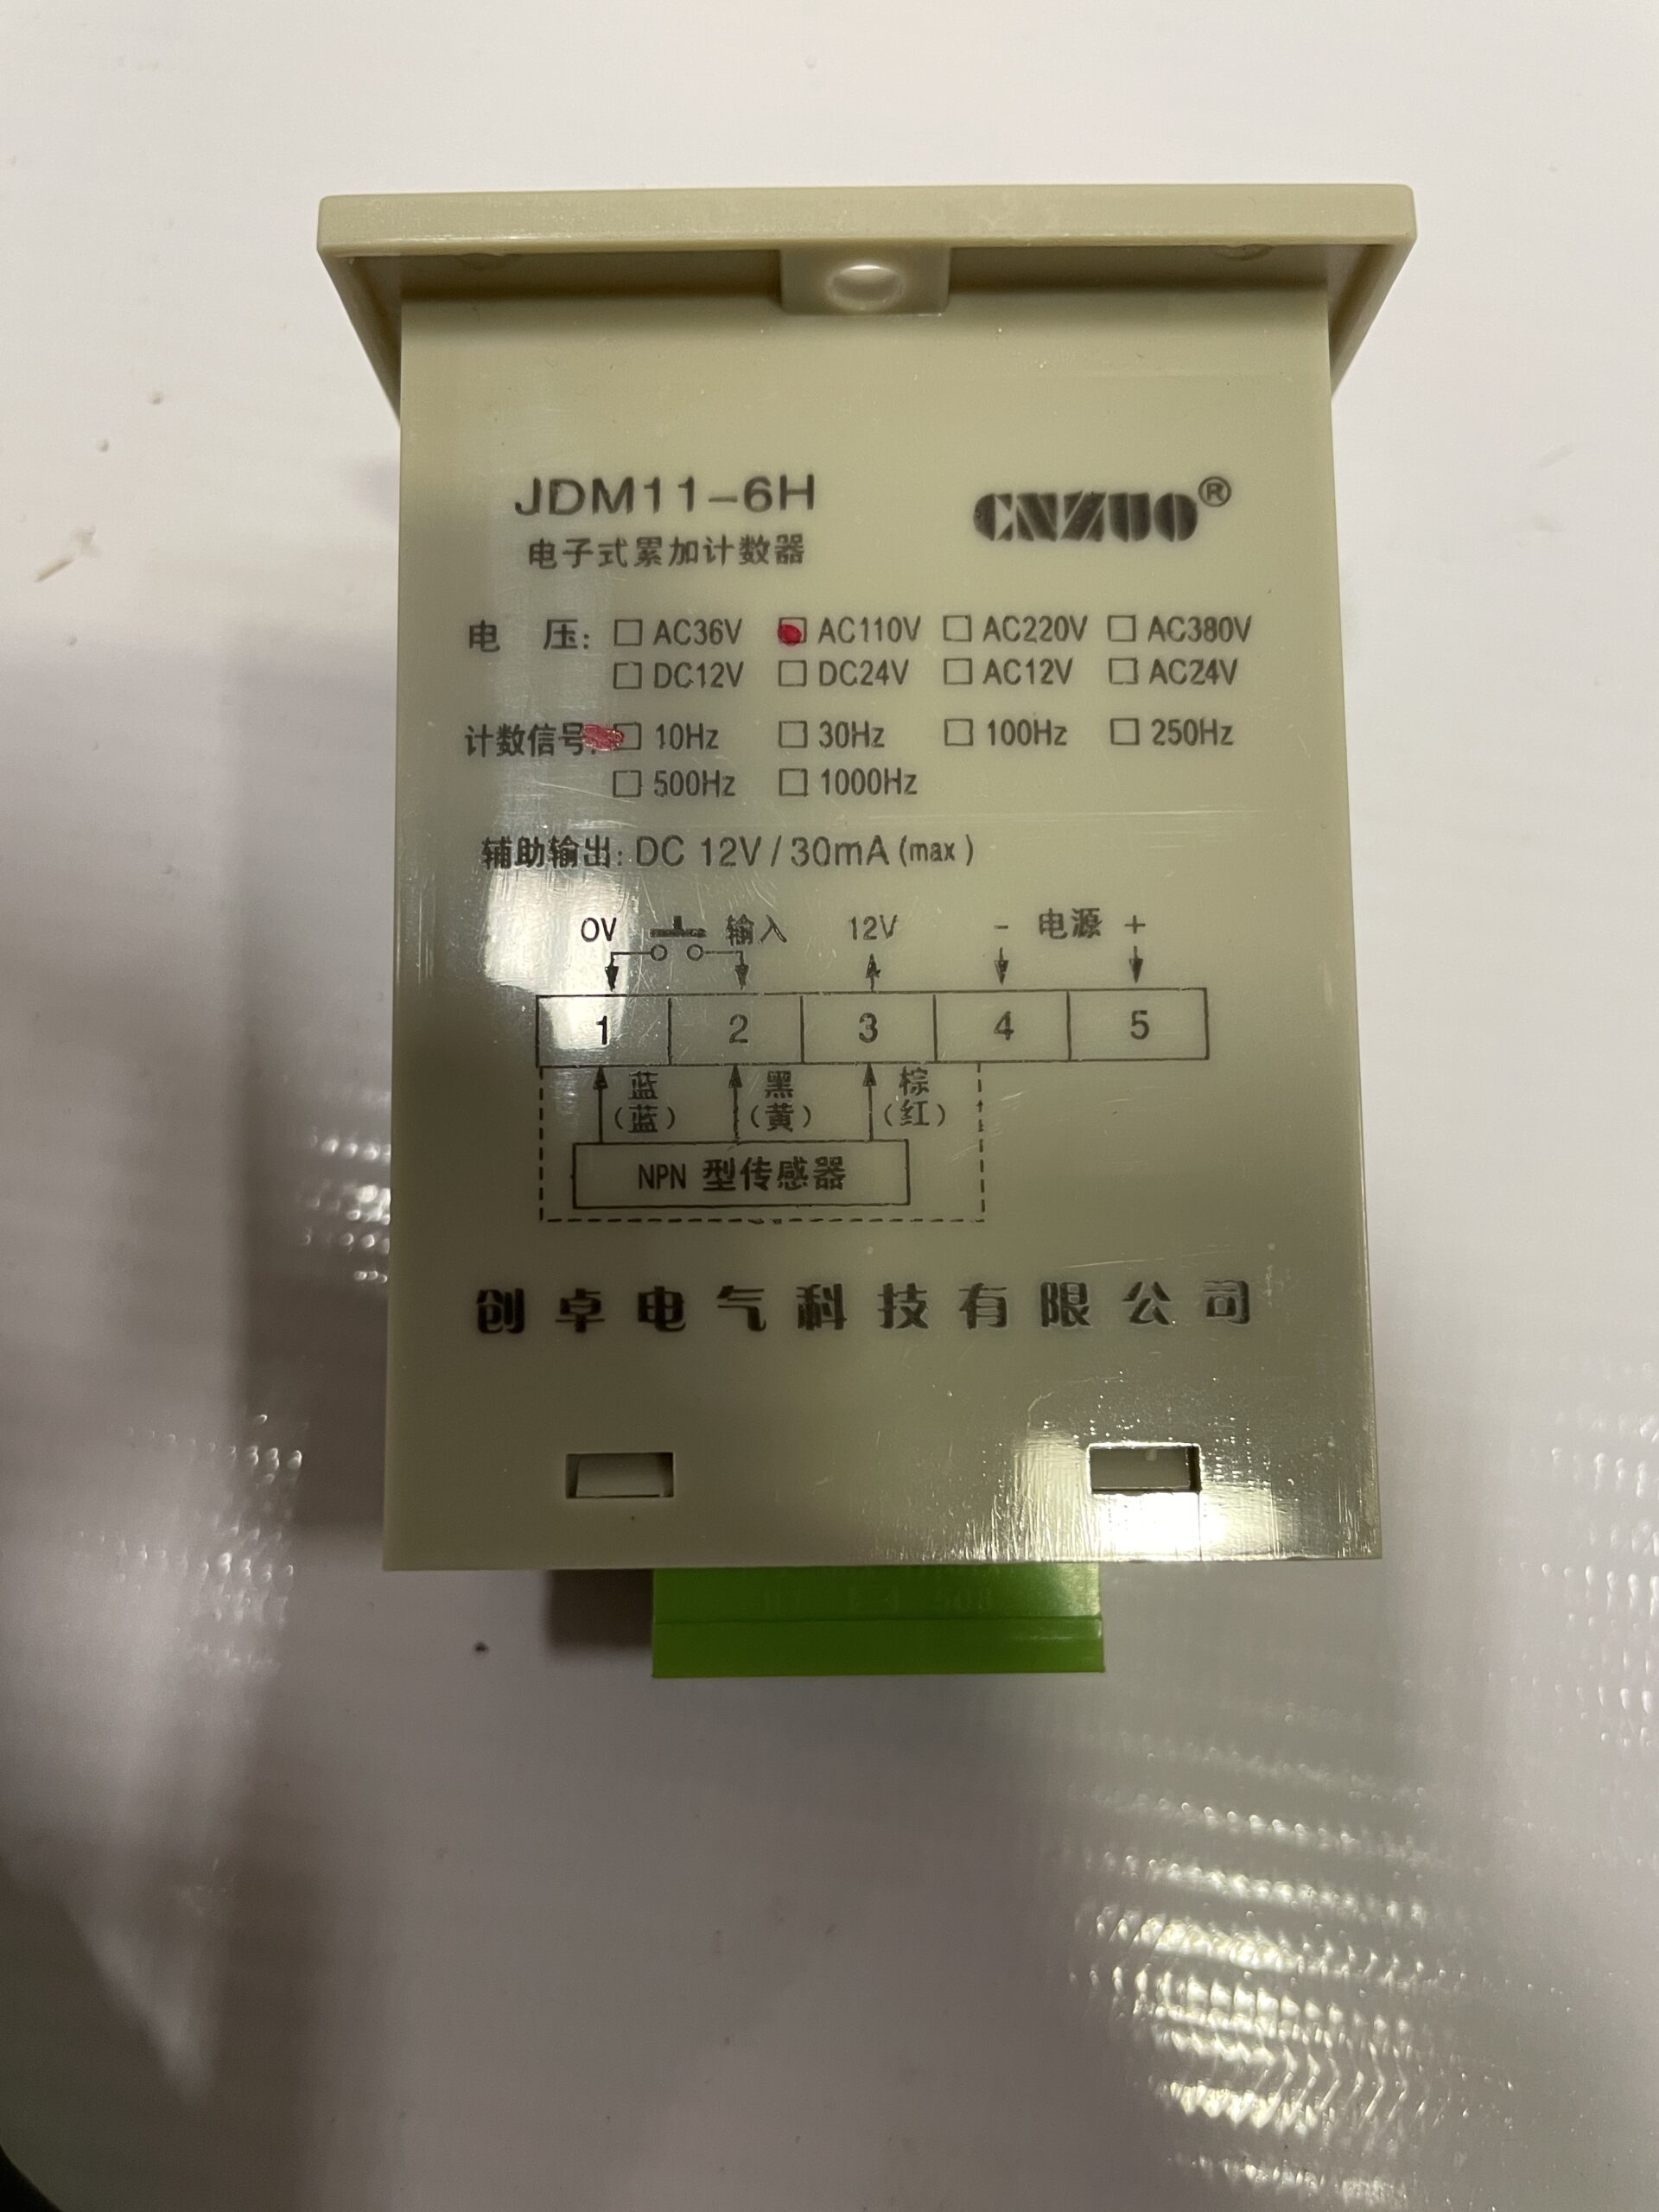 JDM11-6H
CNZUO®
电子式累加计数器
电 压: □ AC36V □ AC110V □ AC220V □ AC380V
□ DC12V □ DC24V □ AC12V □ AC24V
计数信号: □ 10Hz □ 30Hz □ 100Hz □ 250Hz
□ 500Hz □ 1000Hz
辅助输出: DC 12V / 30mA (max)
0V 输入 12V - 电源 +
1 2 3 4 5
蓝 黑 棕
(蓝) (黄) (红)
NPN 型传感器
创卓电气科技有限公司